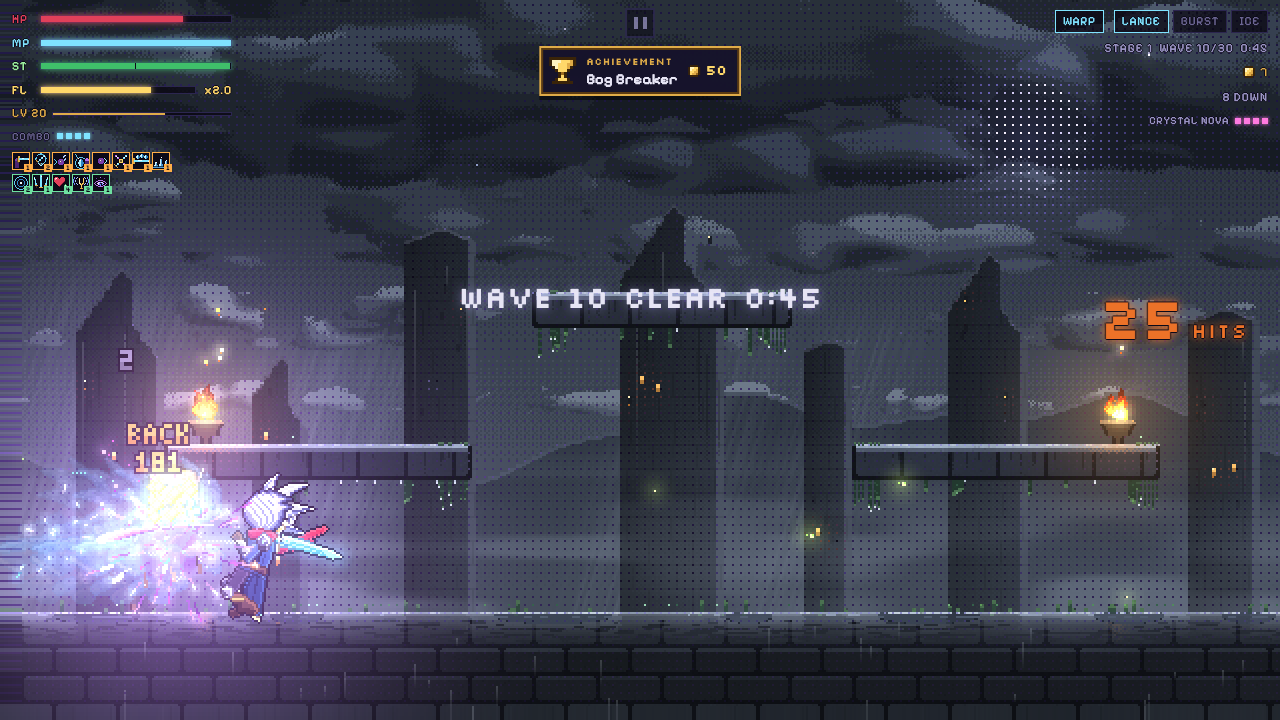 HP
MP
ST
FL x2.0
LV 20
COMBO
ACHIEVEMENT
Bog Breaker 50
WARP LANCE BURST ICE
STAGE 1 WAVE 10/30 0:48
7
8 DOWN
CRYSTAL NOVA
WAVE 10 CLEAR 0:45
25 HITS
2
BACK
181